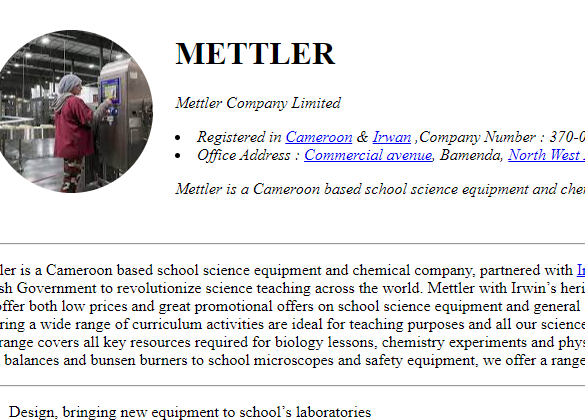 METTLER
Mettler Company Limited
Registered in Cameroon & Irwan ,Company Number : 370-0
Office Address : Commercial avenue, Bamenda, North West
Mettler is a Cameroon based school science equipment and
ler is a Cameroon based school science equipment and chemical company, partnered with
sh Government to revolutionize science teaching across the world. Mettler with Irwin’s
offer both low prices and great promotional offers on school science equipment and general
ring a wide range of curriculum activities are ideal for teaching purposes and all our science
range covers all key resources required for biology lessons, chemistry experiments and
balances and bunsen burners to school microscopes and safety equipment, we offer a range
Design, bringing new equipment to school’s laboratories